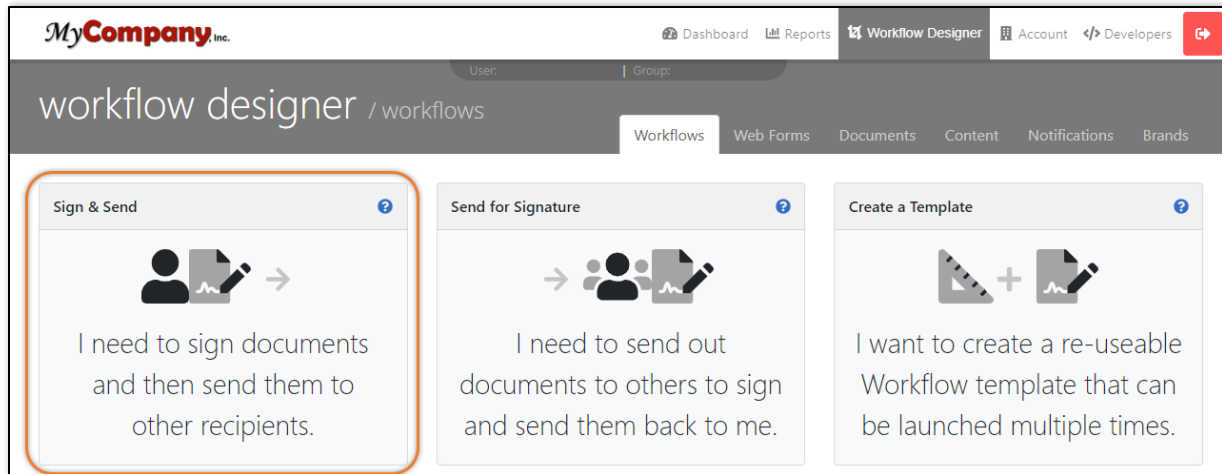 MyCompany, Inc.
Dashboard Reports Workflow Designer Account </> Developers
User: | Group:
workflow designer / workflows
Workflows Web Forms Documents Content Notifications Brands
Sign & Send ?
I need to sign documents
and then send them to
other recipients.
Send for Signature ?
I need to send out
documents to others to sign
and send them back to me.
Create a Template ?
I want to create a re-useable
Workflow template that can
be launched multiple times.